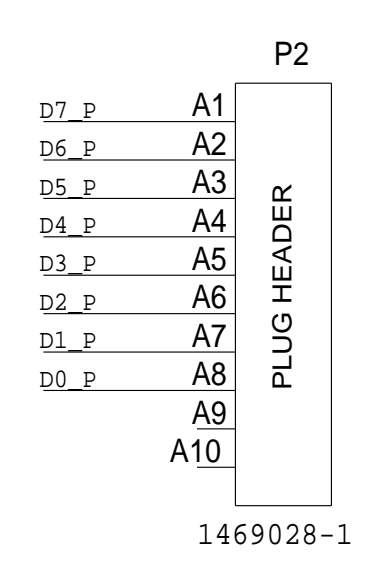 P2
D7_P A1
D6_P A2
D5_P A3
D4_P A4
D3_P A5
D2_P A6
D1_P A7
D0_P A8
A9
A10
PLUG HEADER
1469028-1